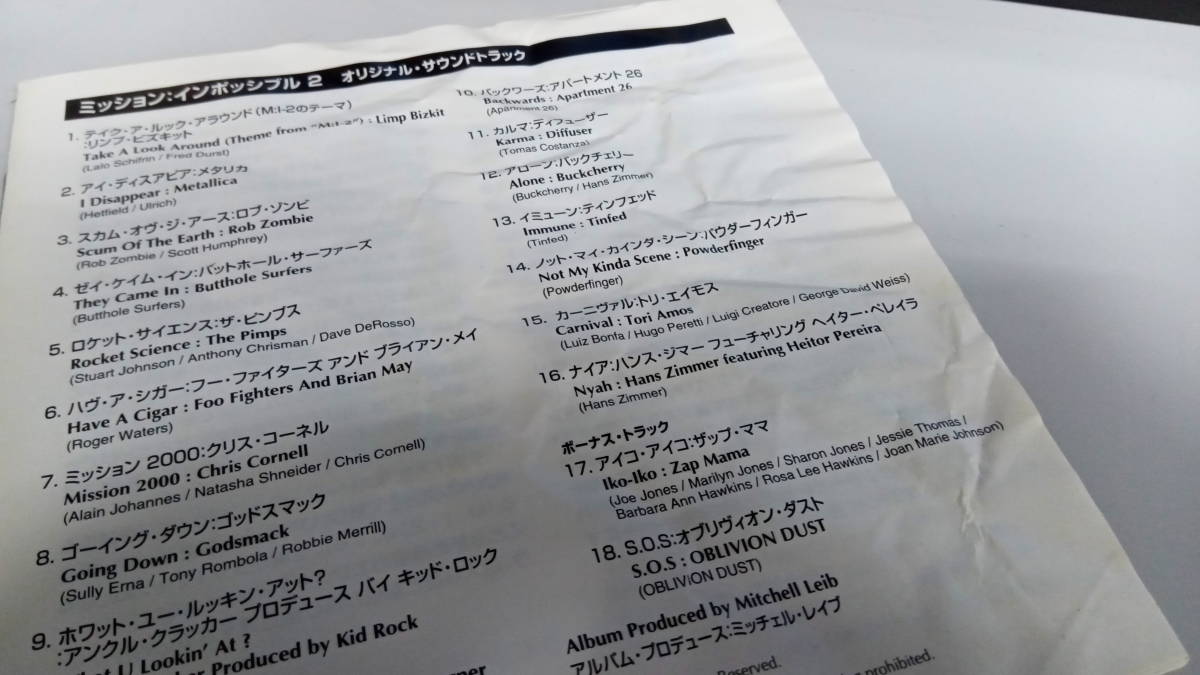 ミッション:インポッシブル 2 オリジナル・サウンドトラック
1. テイク・ア・ルック・アラウンド(M:I-2のテーマ)
:リンプ・ビズキット
Take A Look Around (Theme from "M:I-2") : Limp Bizkit
(Lalo Schifrin / Fred Durst)
2. アイ・ディスアピア:メタリカ
I Disappear : Metallica
(Hetfield / Ulrich)
3. スカム・オヴ・ジ・アース:ロブ・ゾンビ
Scum Of The Earth : Rob Zombie
(Rob Zombie / Scott Humphrey)
4. ゼイ・ケイム・イン:バットホール・サーファーズ
They Came In : Butthole Surfers
(Butthole Surfers)
5. ロケット・サイエンス:ザ・ピンプス
Rocket Science : The Pimps
(Stuart Johnson / Anthony Chrisman / Dave DeRosso)
6. ハヴ・ア・シガー:フー・ファイターズ アンド ブライアン・メイ
Have A Cigar : Foo Fighters And Brian May
(Roger Waters)
7. ミッション 2000:クリス・コーネル
Mission 2000 : Chris Cornell
(Alain Johannes / Natasha Shneider / Chris Cornell)
8. ゴーイング・ダウン:ゴッドスマック
Going Down : Godsmack
(Sully Erna / Tony Rombola / Robbie Merrill)
9. ホワット・ユー・ルッキン・アット?
:アンクル・クラッカー プロデュース バイ キッド・ロック
U Lookin' At ?
Produced by Kid Rock
10. バックワーズ:アパートメント 26
Backwards : Apartment 26
(Apartment 26)
11. カルマ:ディフューザー
Karma : Diffuser
(Tomas Costanza)
12. アローン:バックチェリー
Alone : Buckcherry
(Buckcherry / Hans Zimmer)
13. イミューン:ティンフェッド
Immune : Tinfed
(Tinfed)
14. ノット・マイ・カインダ・シーン:パウダーフィンガー
Not My Kinda Scene : Powderfinger
(Powderfinger)
15. カーニヴァル:トリ・エイモス
Carnival : Tori Amos
(Luiz Bonfa / Hugo Peretti / Luigi Creatore / George David Weiss)
16. ナイア:ハンス・ジマー フューチャリング ヘイター・ペレイラ
Nyah : Hans Zimmer featuring Heitor Pereira
(Hans Zimmer)
ボーナス・トラック
17. アイコ・アイコ:ザップ・ママ
Iko-Iko : Zap Mama
(Joe Jones / Marilyn Jones / Sharon Jones / Jessie Thomas /
Barbara Ann Hawkins / Rosa Lee Hawkins / Joan Marie Johnson)
18. S.O.S:オブリヴィオン・ダスト
S.O.S : OBLIVION DUST
(OBLIViON DUST)
Album Produced by Mitchell Leib
アルバム・プロデュース:ミッチェル・レイブ
Reserved.
prohibited.